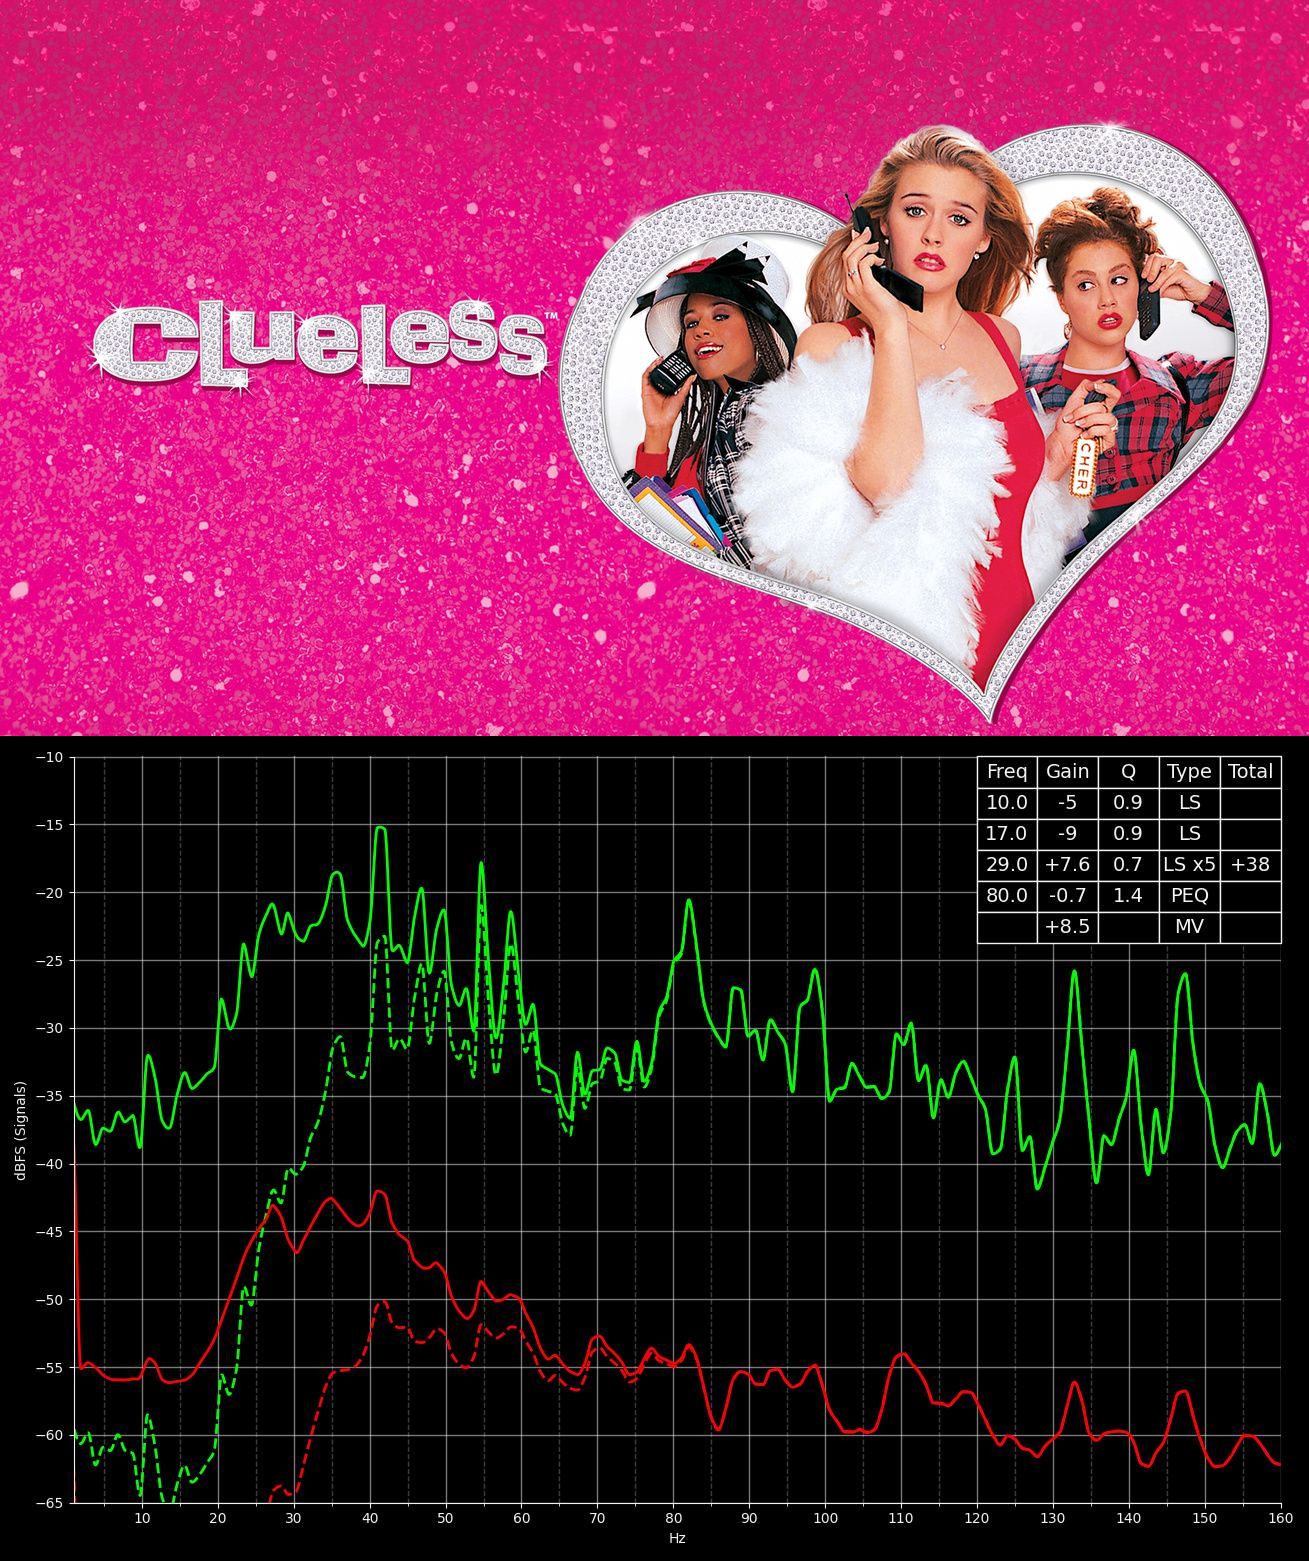 CLueLess™
CHER
Freq Gain Q Type Total
10.0 -5 0.9 LS
17.0 -9 0.9 LS
29.0 +7.6 0.7 LS x5 +38
80.0 -0.7 1.4 PEQ
+8.5 MV
−10
−15
−20
−25
−30
−35
−40
−45
−50
−55
−60
−65
dBFS (Signals)
10 20 30 40 50 60 70 80 90 100 110 120 130 140 150 160
Hz